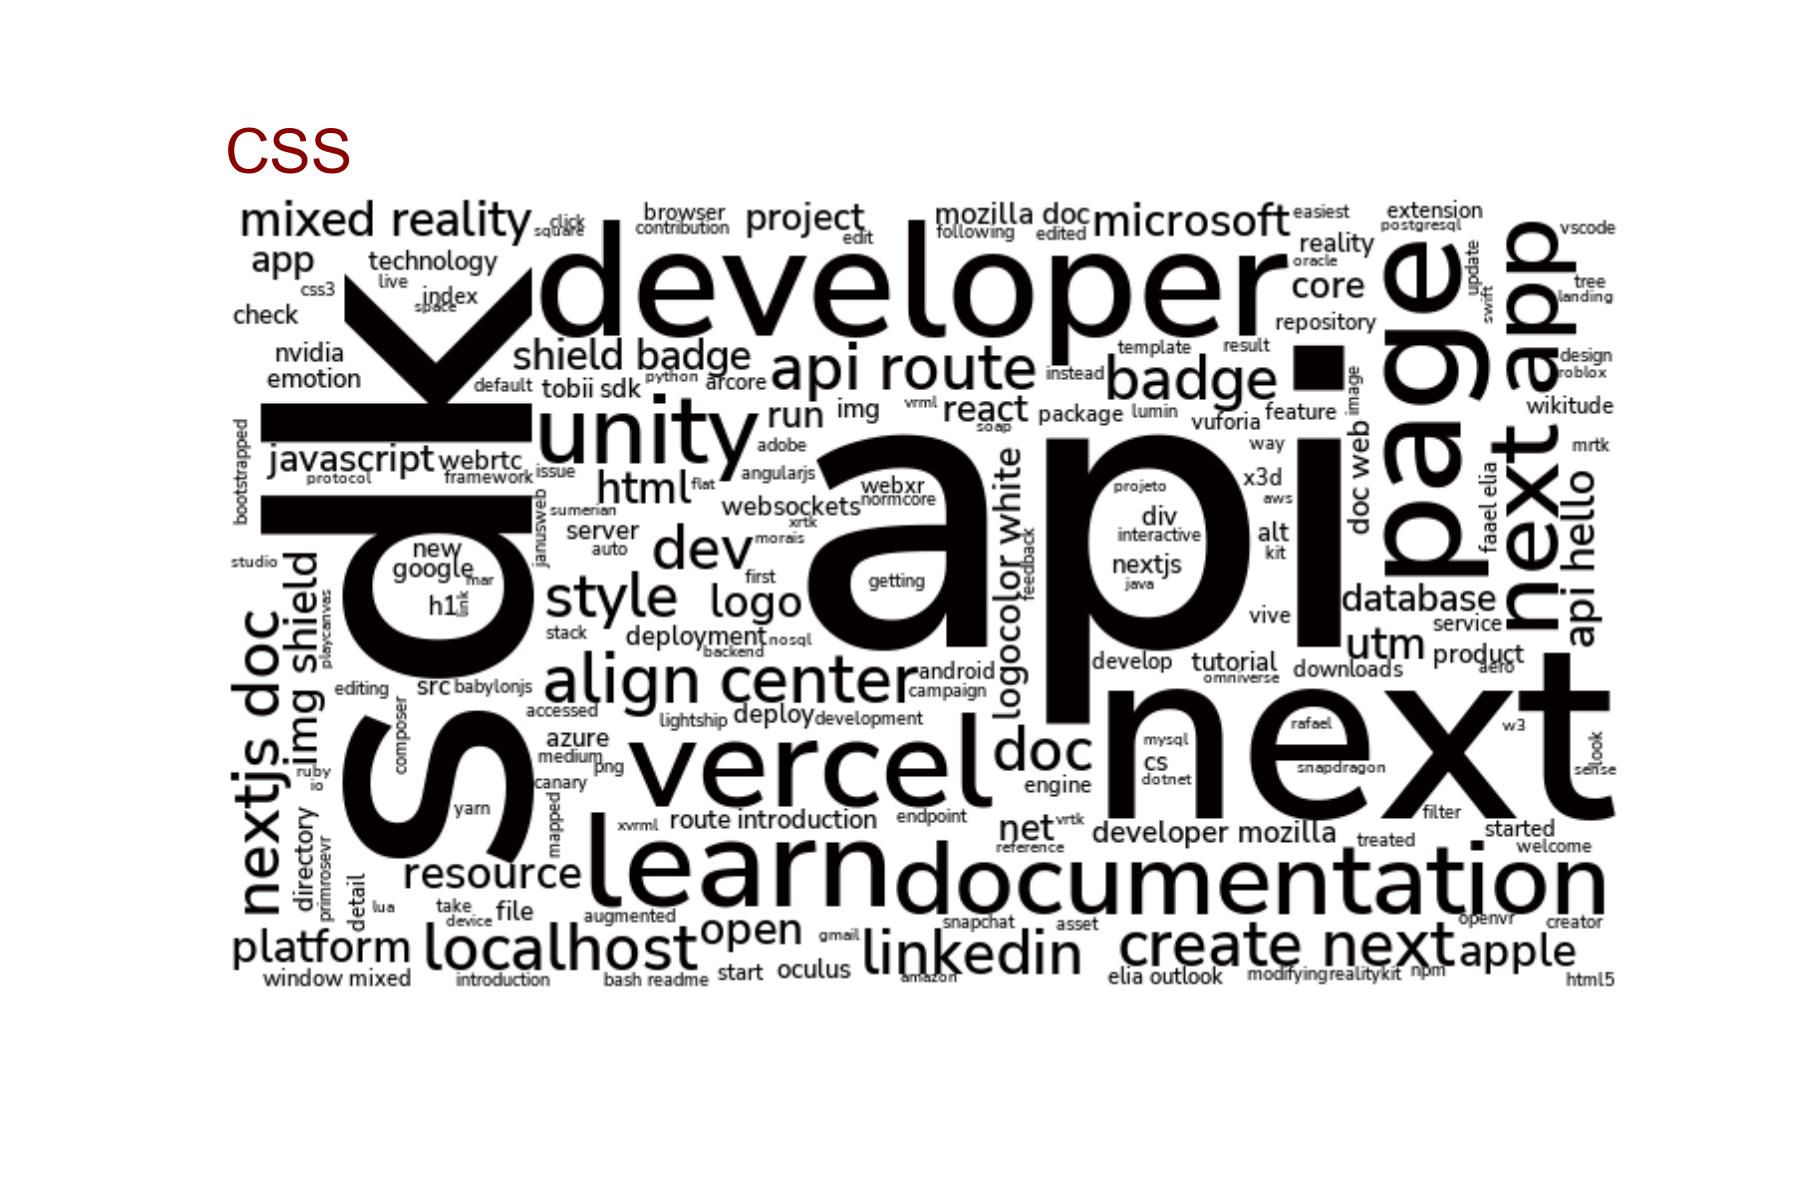 CSS
mixed reality
click
square
browser
contribution
project
edit
mozilla doc
following
edited
microsoft
easiest
extension
postgresql
vscode
app
technology
live
index
space
css3
check
developer
reality
oracle
core
repository
page
update
swift
next app
tree
landing
nvidia
emotion
sdk
shield badge
default
tobii sdk
python
arcore
api route
instead
template
result
badge
image
design
roblox
wikitude
unity
run
img
vrml
react
soap
package
lumin
vuforia
feature
adobe
way
doc web
mrtk
bootstrapped
javascript
webrtc
protocol
framework
issue
html
flat
angularjs
websockets
webxr
normcore
xrtk
api
logocolor white
feedback
projeto
div
interactive
nextjs
java
x3d
aws
alt
kit
vive
faael elia
api hello
sumerian
janusweb
server
auto
dev
morais
first
getting
studio
new
google
mar
h1
link
style
logo
database
service
utm
product
aero
nextjs doc
img shield
playcanvas
stack
deployment
nosql
backend
align center
android
campaign
develop
tutorial
omniverse
downloads
editing
src
babylonjs
composer
accessed
lightship
deploy
development
next
rafael
snapdragon
w3
look
sense
azure
medium
png
canary
vercel
doc
engine
mysql
cs
dotnet
filter
ruby
io
yarn
mapped
directory
primrosevr
xvrml
route introduction
endpoint
net
vrtk
reference
developer mozilla
treated
started
welcome
resource
learn
documentation
detail
lua
take
device
file
augmented
open
gmail
snapchat
asset
openvr
creator
platform
localhost
linkedin
create next
apple
window mixed
introduction
bash readme
start
oculus
amazon
elia outlook
modifying
realitykit
npm
html5